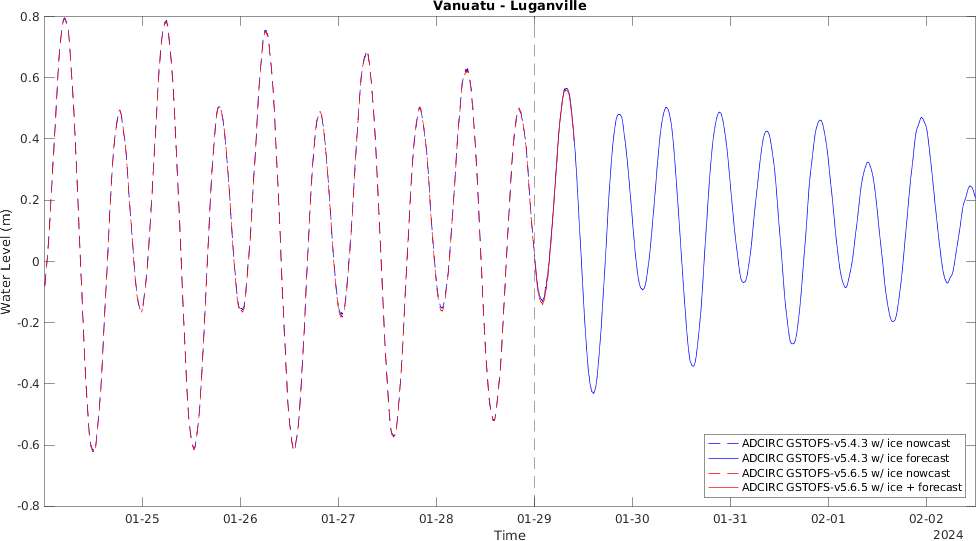 Vanuatu - Luganville
0.8
0.6
0.4
0.2
0
-0.2
-0.4
-0.6
-0.8
Water Level (m)
ADCIRC GSTOFS-v5.4.3 w/ ice nowcast
ADCIRC GSTOFS-v5.4.3 w/ ice forecast
ADCIRC GSTOFS-v5.6.5 w/ ice nowcast
ADCIRC GSTOFS-v5.6.5 w/ ice + forecast
01-25 01-26 01-27 01-28 01-29 01-30 01-31 02-01 02-02
Time
2024